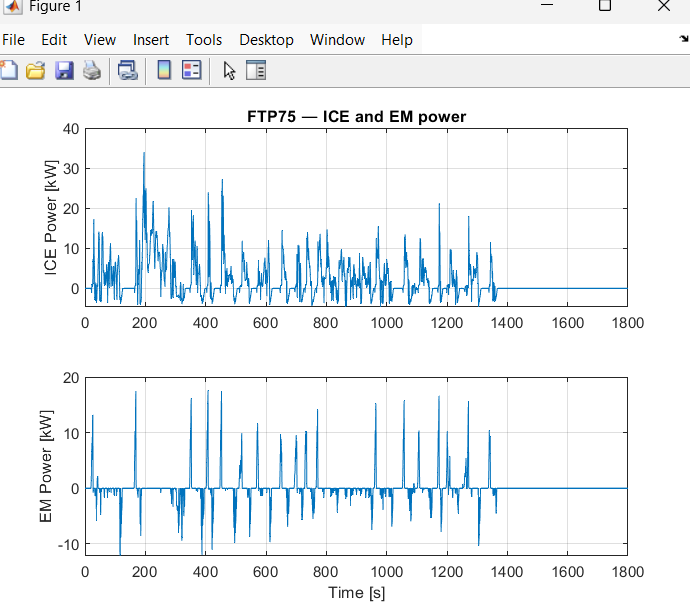 Figure 1
File Edit View Insert Tools Desktop Window Help
FTP75 — ICE and EM power
40
30
20
10
0
ICE Power [kW]
0 200 400 600 800 1000 1200 1400 1600 1800
20
10
0
-10
EM Power [kW]
0 200 400 600 800 1000 1200 1400 1600 1800
Time [s]